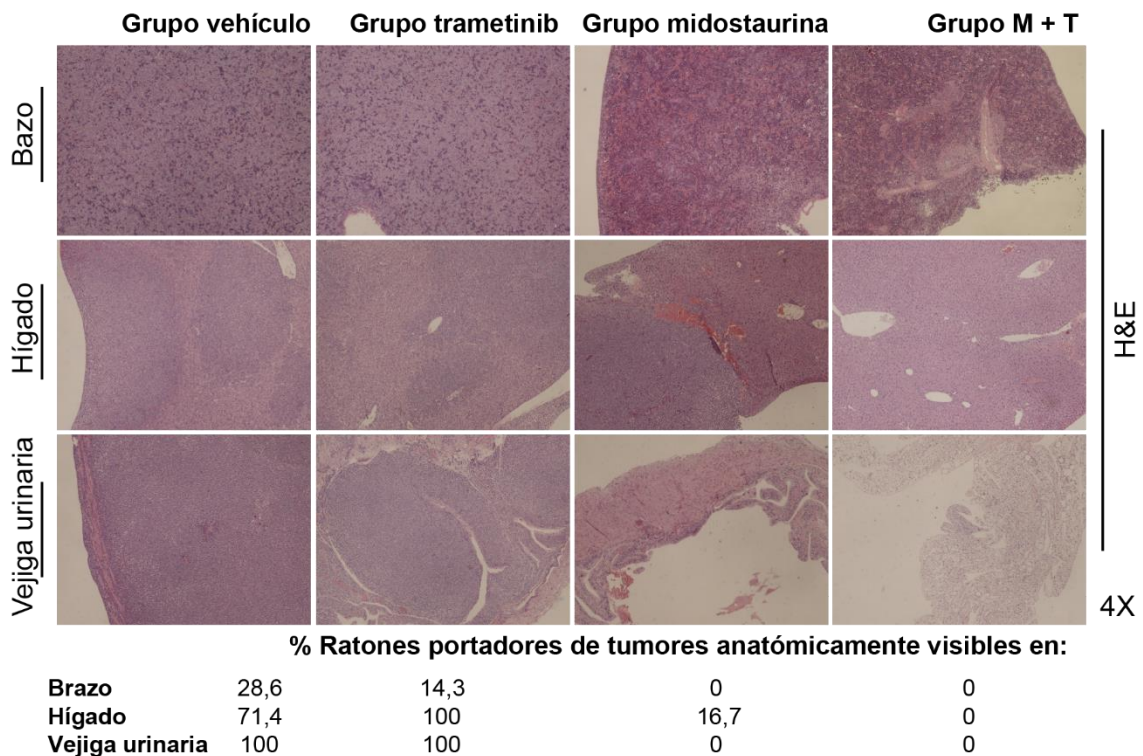 Grupo vehículo Grupo trametinib Grupo midostaurina Grupo M + T
Bazo
Hígado
Vejiga urinaria
H&E
4X
% Ratones portadores de tumores anatómicamente visibles en:
Brazo 28,6 14,3 0 0
Hígado 71,4 100 16,7 0
Vejiga urinaria 100 100 0 0